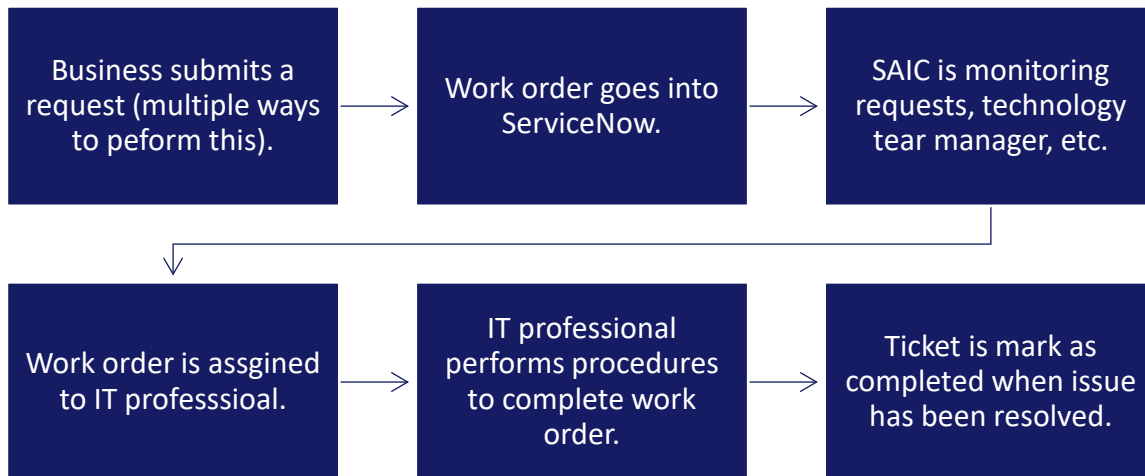 Business submits a
request (multiple ways
to peform this).
Work order goes into
ServiceNow.
SAIC is monitoring
requests, technology
tear manager, etc.
Work order is assgined
to IT professsioal.
IT professional
performs procedures
to complete work
order.
Ticket is mark as
completed when issue
has been resolved.